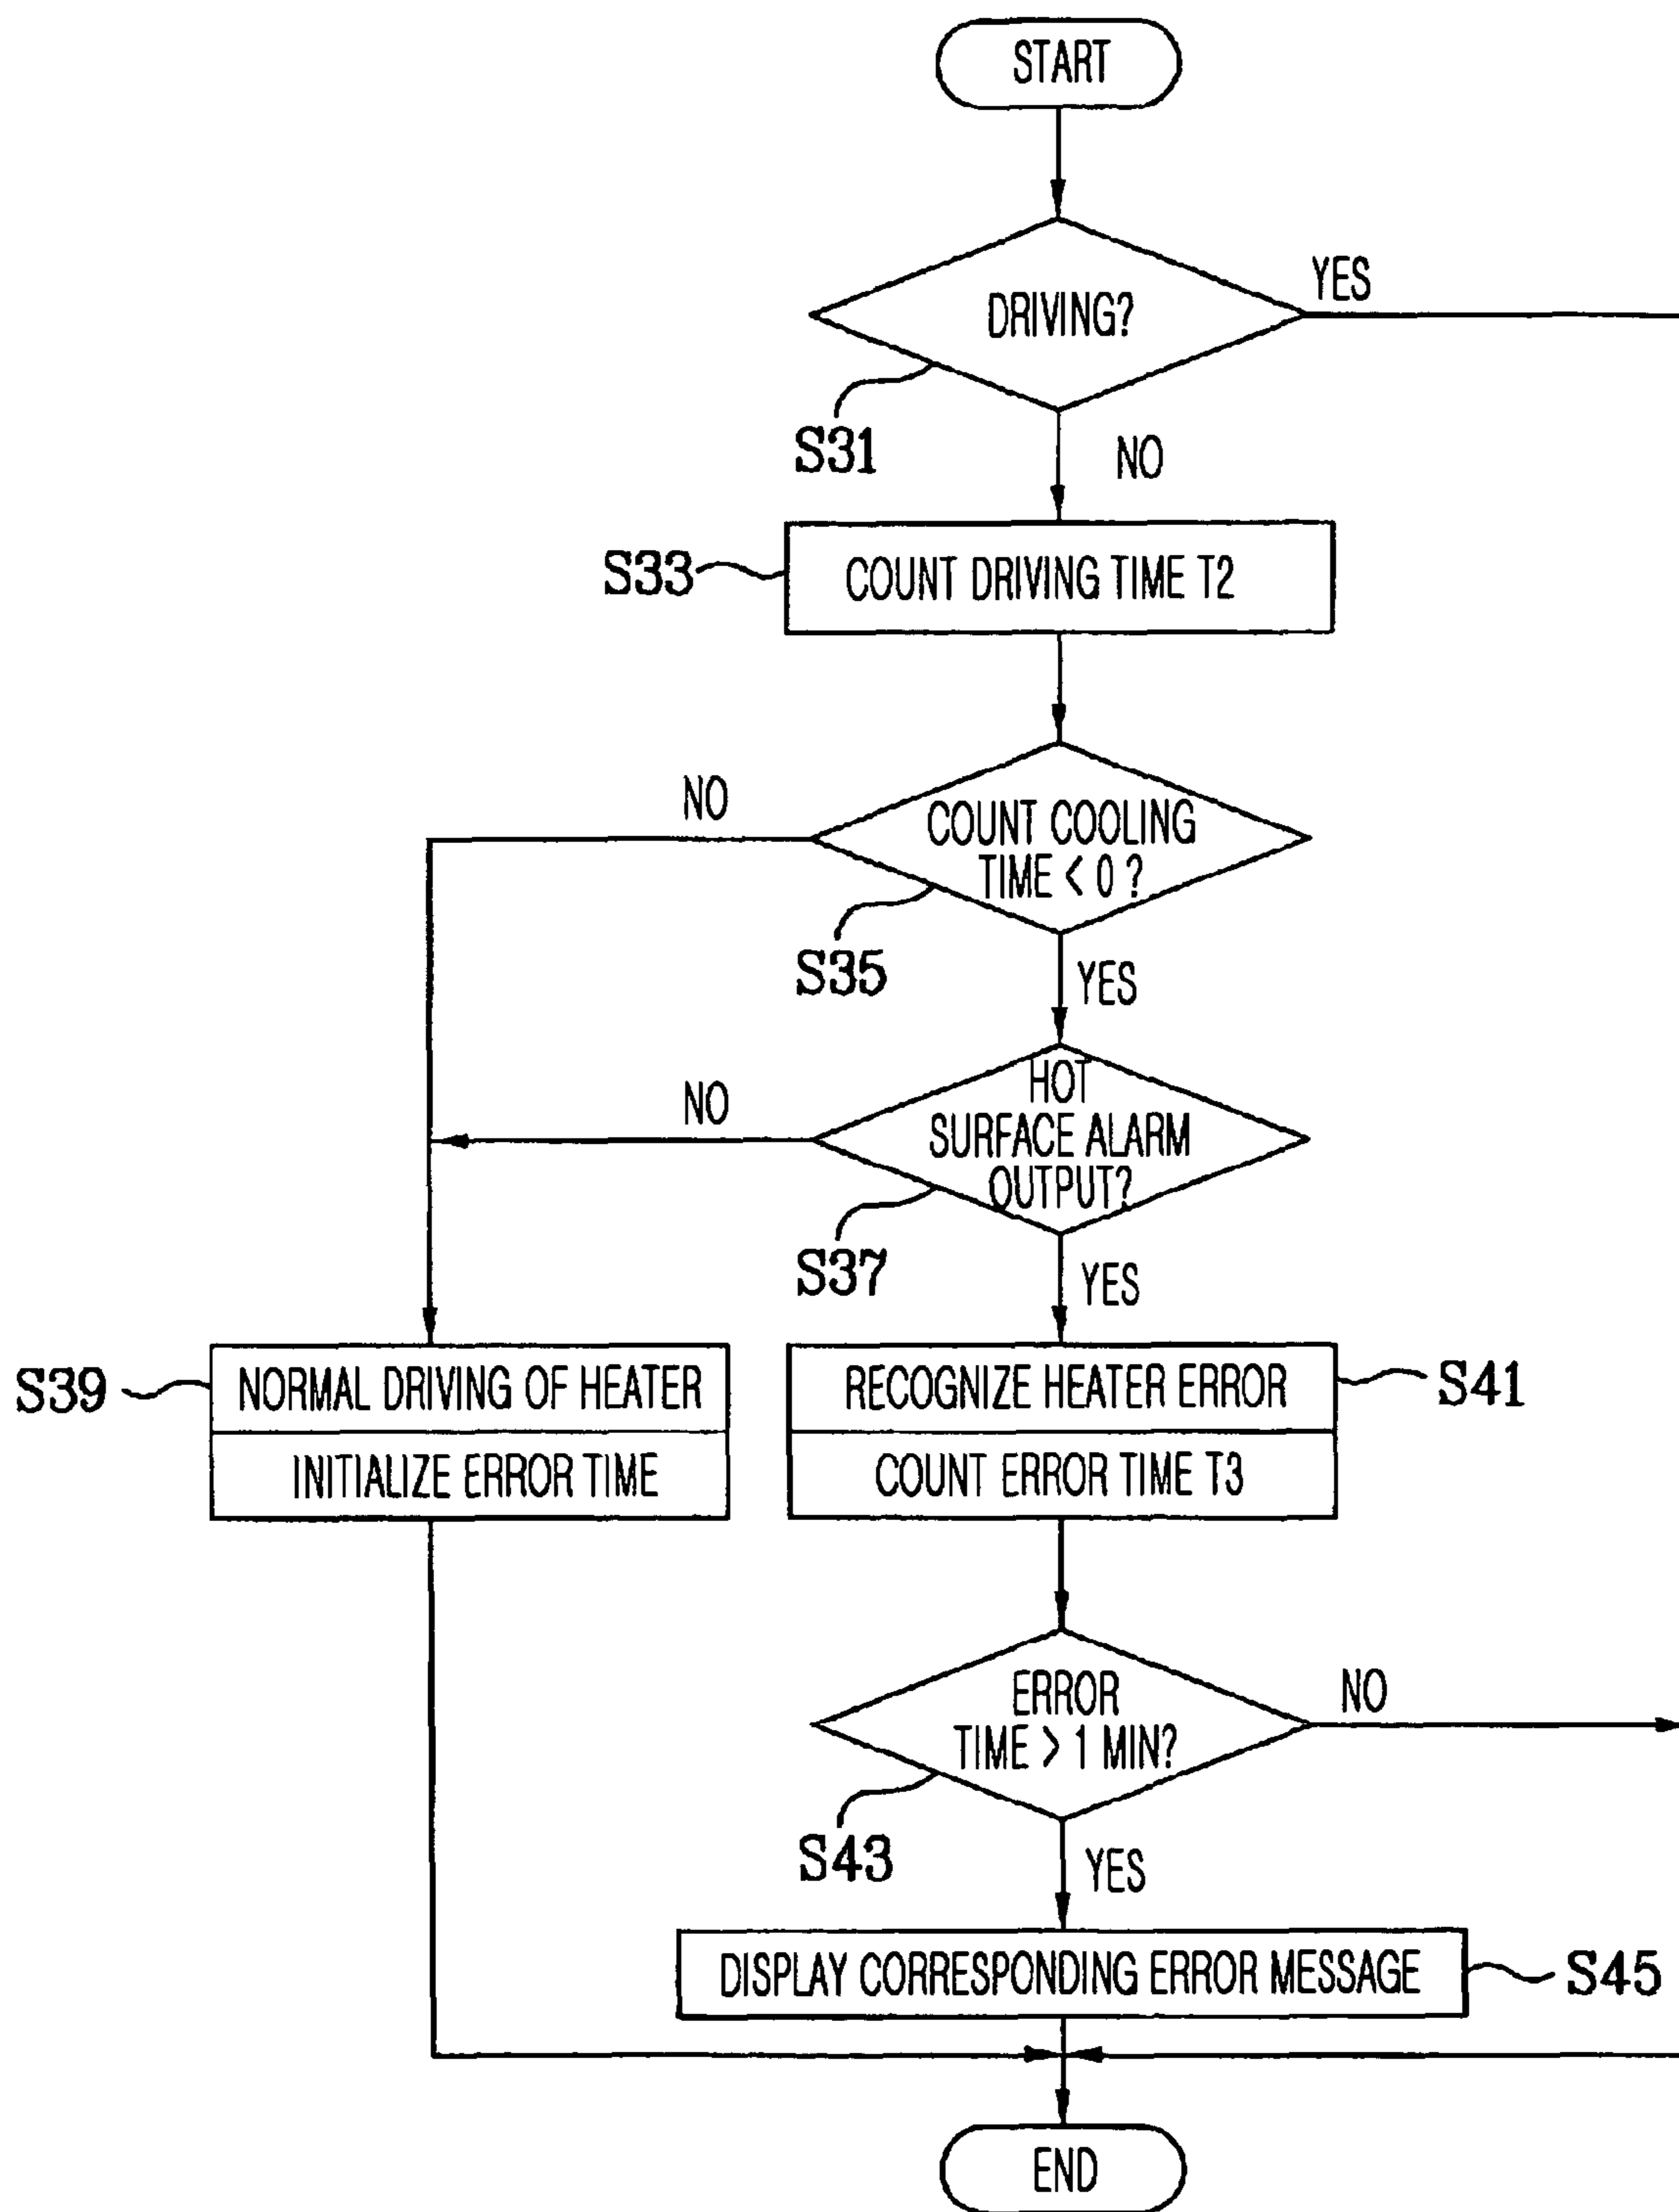 START
DRIVING?
YES
S31
NO
S33
COUNT DRIVING TIME T2
NO
COUNT COOLING
TIME < 0 ?
S35
YES
NO
HOT
SURFACE ALARM
OUTPUT?
S37
YES
S39
NORMAL DRIVING OF HEATER
INITIALIZE ERROR TIME
RECOGNIZE HEATER ERROR
S41
COUNT ERROR TIME T3
ERROR
TIME > 1 MIN?
NO
S43
YES
DISPLAY CORRESPONDING ERROR MESSAGE
S45
END